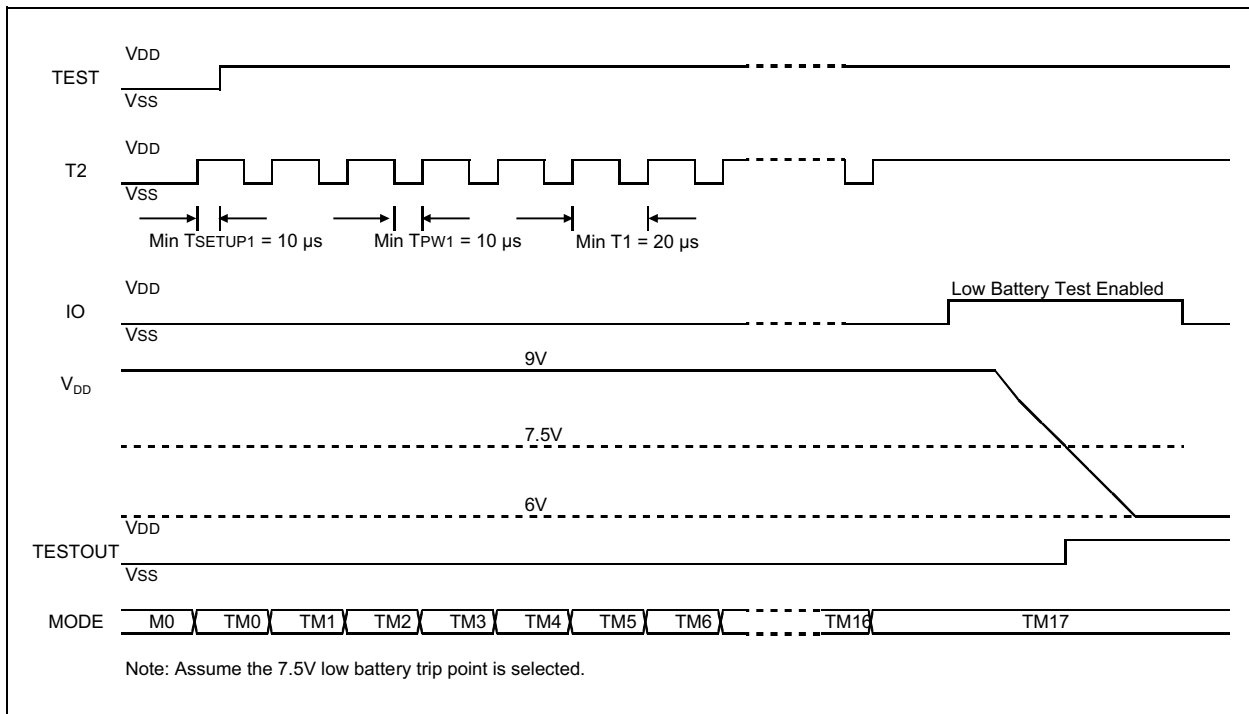 VDD
TEST
VSS
VDD
T2
VSS
Min TSETUP1 = 10 µs
Min TPW1 = 10 µs
Min T1 = 20 µs
VDD
Low Battery Test Enabled
IO
VSS
9V
VDD
7.5V
6V
VDD
TESTOUT
VSS
MODE M0 TM0 TM1 TM2 TM3 TM4 TM5 TM6 TM16 TM17
Note: Assume the 7.5V low battery trip point is selected.